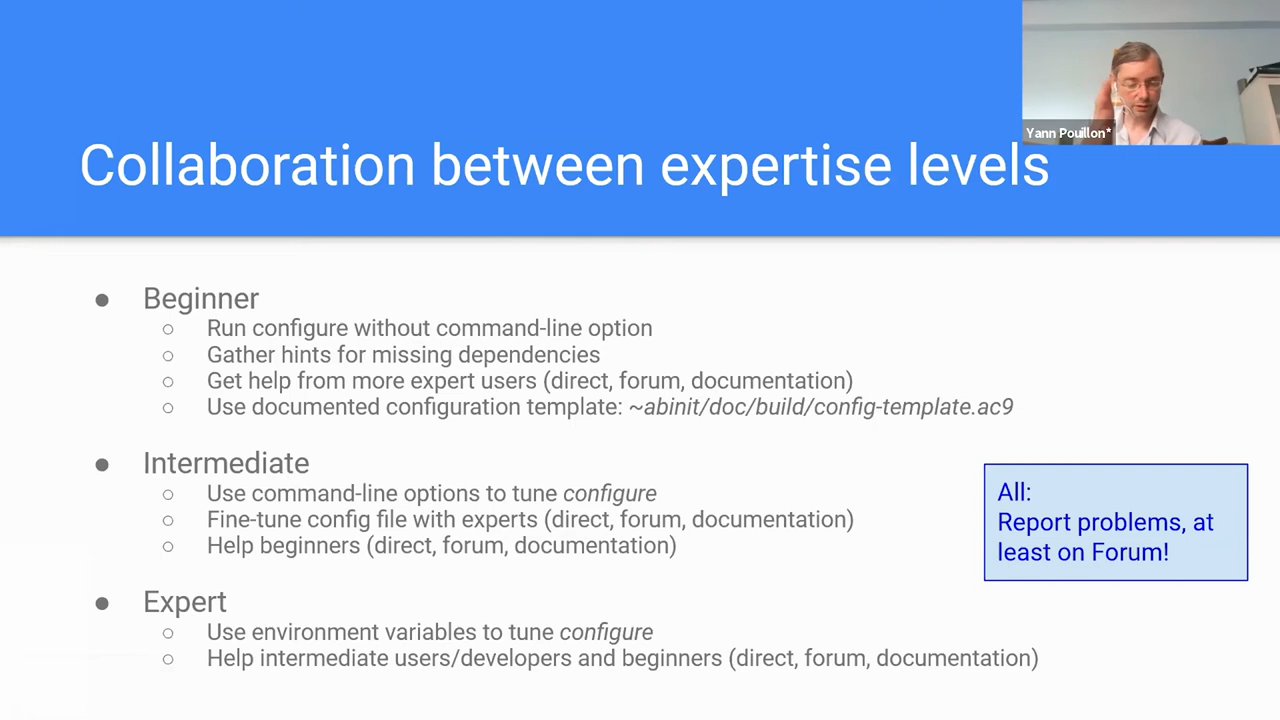 Yann Pouillon*
Collaboration between expertise levels
● Beginner
○ Run configure without command-line option
○ Gather hints for missing dependencies
○ Get help from more expert users (direct, forum, documentation)
○ Use documented configuration template: ~abinit/doc/build/config-template.ac9
● Intermediate
○ Use command-line options to tune configure
○ Fine-tune config file with experts (direct, forum, documentation)
○ Help beginners (direct, forum, documentation)
All:
Report problems, at
least on Forum!
● Expert
○ Use environment variables to tune configure
○ Help intermediate users/developers and beginners (direct, forum, documentation)